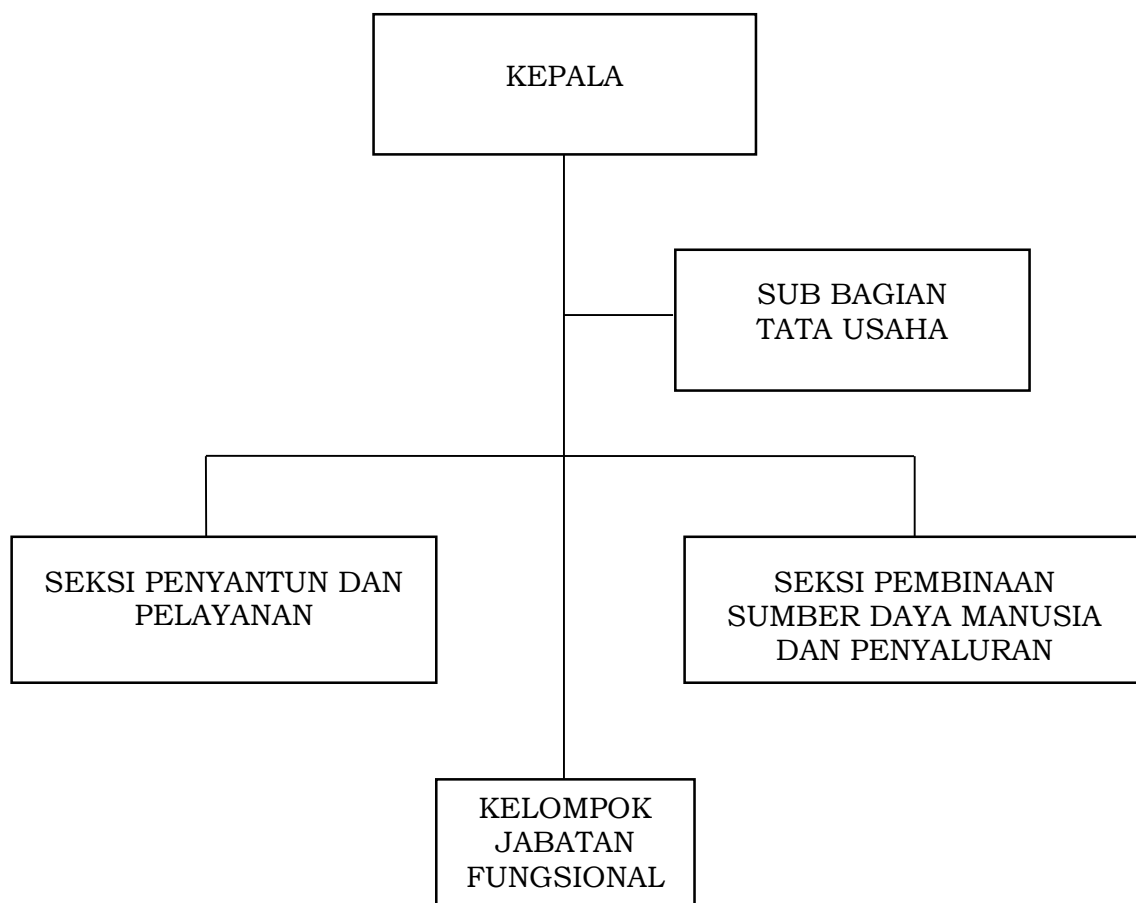 KEPALA
SUB BAGIAN
TATA USAHA
SEKSI PENYANTUN DAN
PELAYANAN
SEKSI PEMBINAAN
SUMBER DAYA MANUSIA
DAN PENYALURAN
KELOMPOK
JABATAN
FUNGSIONAL